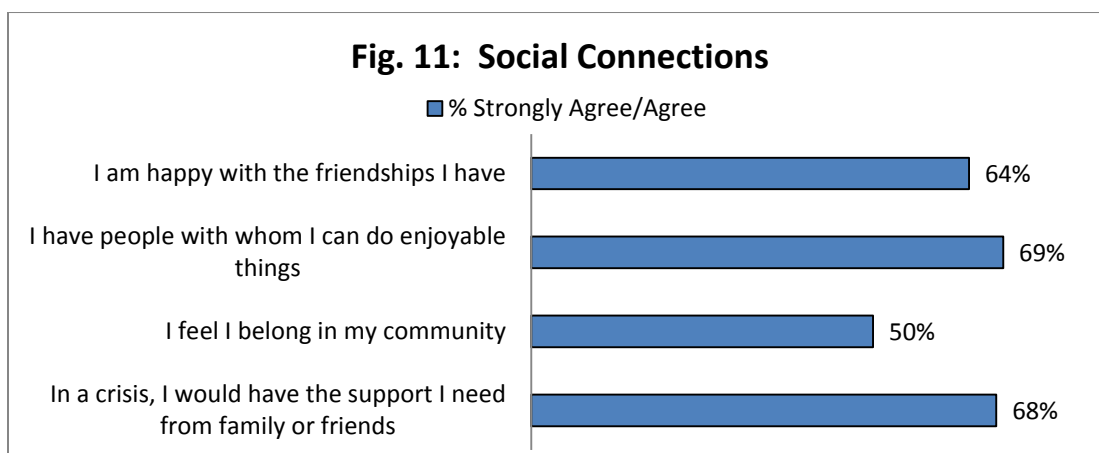 Fig. 11:  Social Connections
% Strongly Agree/Agree
I am happy with the friendships I have
64%
I have people with whom I can do enjoyable
things
69%
I feel I belong in my community
50%
In a crisis, I would have the support I need
from family or friends
68%